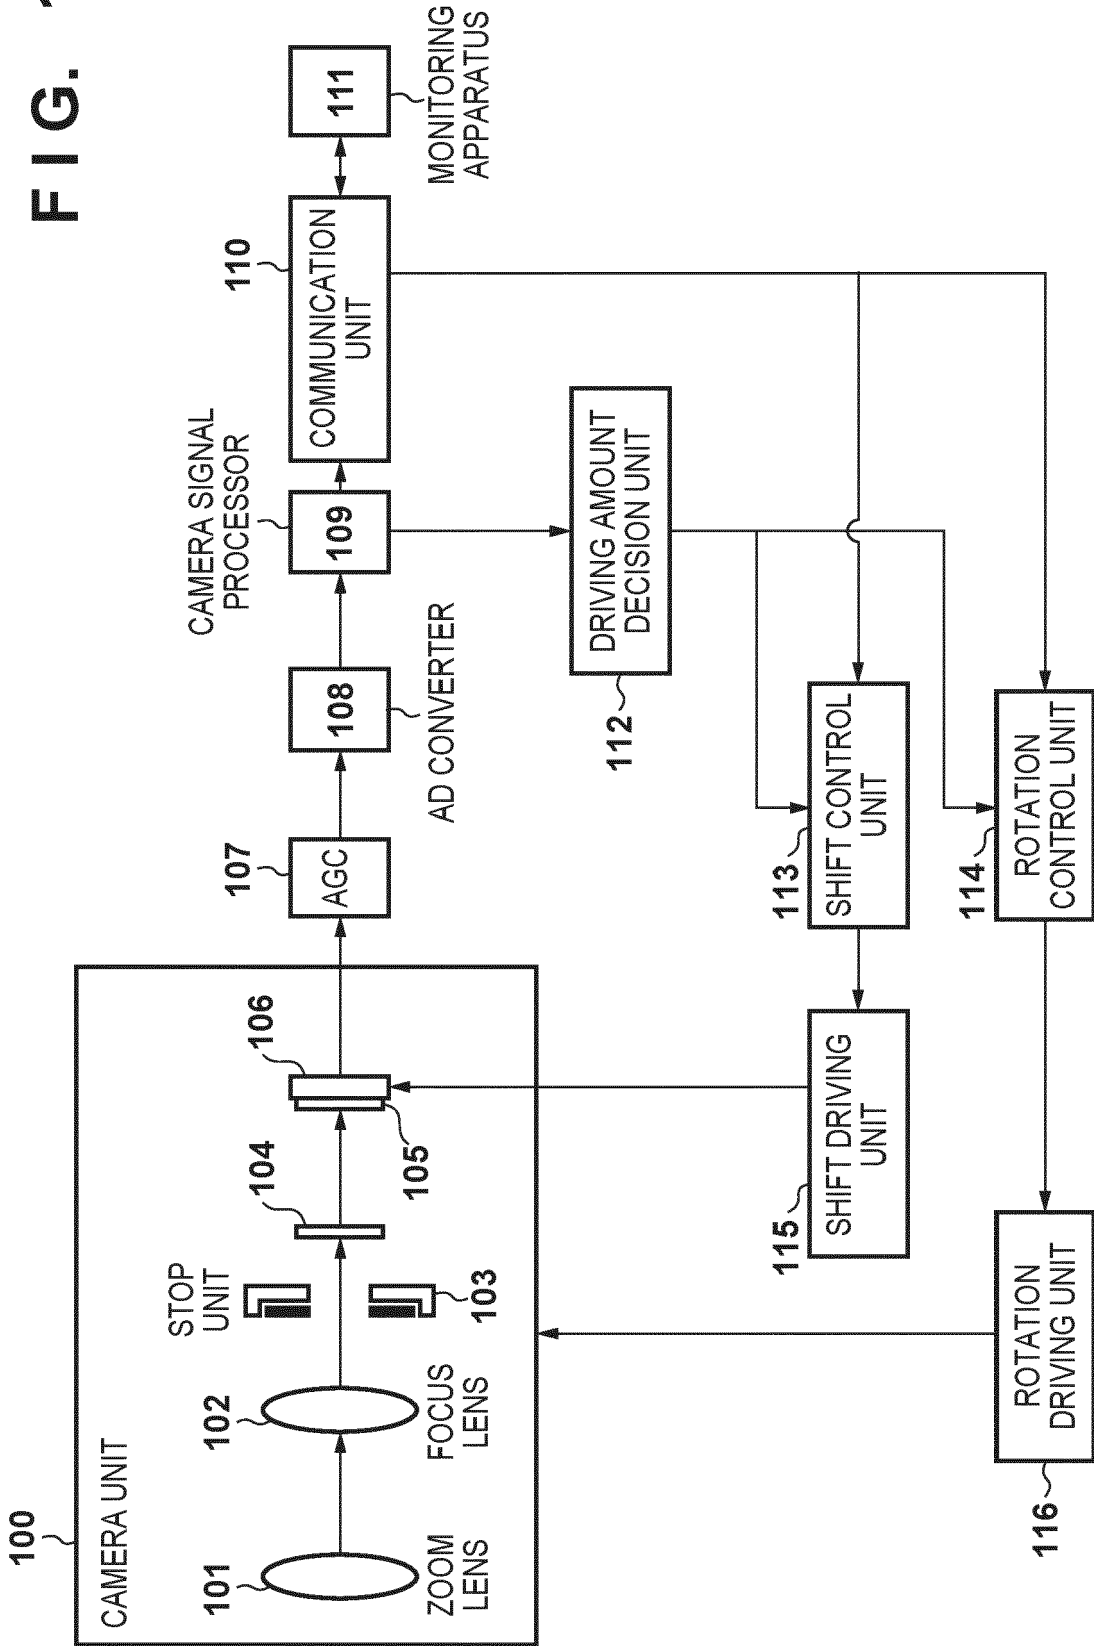 FIG.
100
CAMERA UNIT
101
ZOOM
LENS
102
FOCUS
LENS
STOP
UNIT
103
104
105
106
107
AGC
108
AD CONVERTER
CAMERA SIGNAL
PROCESSOR
109
110
COMMUNICATION
UNIT
111
MONITORING
APPARATUS
DRIVING AMOUNT
DECISION UNIT
112
113
SHIFT CONTROL
UNIT
114
ROTATION
CONTROL UNIT
115
SHIFT DRIVING
UNIT
116
ROTATION
DRIVING UNIT